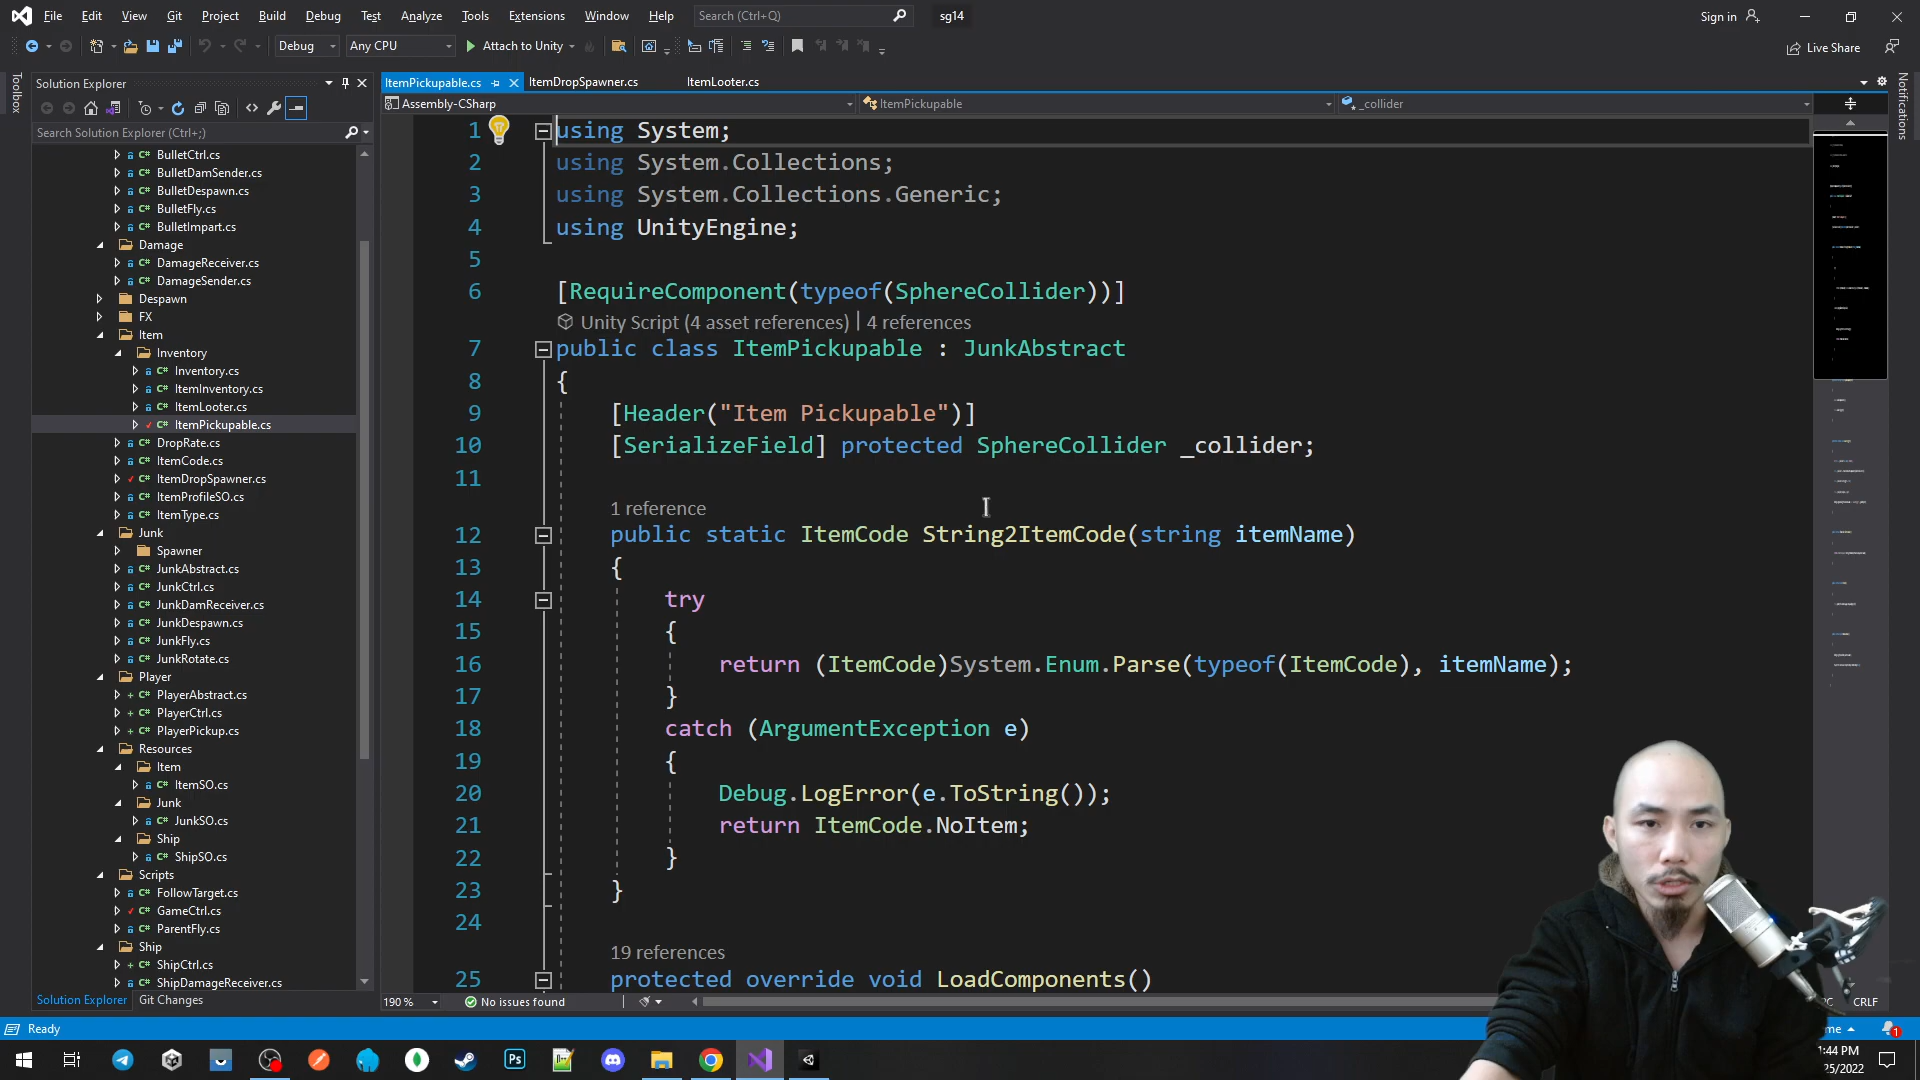 File Edit View Git Project Build Debug Test Analyze Tools Extensions Window Help Search (Ctrl+Q) sg14 Sign in
Debug Any CPU Attach to Unity Live Share
Toolbox
Solution Explorer
Search Solution Explorer (Ctrl+;)
C# BulletCtrl.cs
C# BulletDamSender.cs
C# BulletDespawn.cs
C# BulletFly.cs
C# BulletImpart.cs
Damage
C# DamageReceiver.cs
C# DamageSender.cs
Despawn
FX
Item
Inventory
C# Inventory.cs
C# ItemInventory.cs
C# ItemLooter.cs
C# ItemPickupable.cs
C# DropRate.cs
C# ItemCode.cs
C# ItemDropSpawner.cs
C# ItemProfileSO.cs
C# ItemType.cs
Junk
Spawner
C# JunkAbstract.cs
C# JunkCtrl.cs
C# JunkDamReceiver.cs
C# JunkDespawn.cs
C# JunkFly.cs
C# JunkRotate.cs
Player
C# PlayerAbstract.cs
C# PlayerCtrl.cs
C# PlayerPickup.cs
Resources
Item
C# ItemSO.cs
Junk
C# JunkSO.cs
Ship
C# ShipSO.cs
Scripts
C# FollowTarget.cs
C# GameCtrl.cs
C# ParentFly.cs
Ship
C# ShipCtrl.cs
C# ShipDamageReceiver.cs
Solution Explorer Git Changes
ItemPickupable.cs ItemDropSpawner.cs ItemLooter.cs
Assembly-CSharp ItemPickupable _collider
Notifications
1 using System;
2 using System.Collections;
3 using System.Collections.Generic;
4 using UnityEngine;
5
6 [RequireComponent(typeof(SphereCollider))]
Unity Script (4 asset references) | 4 references
7 public class ItemPickupable : JunkAbstract
8 {
9 [Header("Item Pickupable")]
10 [SerializeField] protected SphereCollider _collider;
11
1 reference
12 public static ItemCode String2ItemCode(string itemName)
13 {
14 try
15 {
16 return (ItemCode)System.Enum.Parse(typeof(ItemCode), itemName);
17 }
18 catch (ArgumentException e)
19 {
20 Debug.LogError(e.ToString());
21 return ItemCode.NoItem;
22 }
23 }
24
19 references
25 protected override void LoadComponents()
190 % No issues found CRLF
Ready
1
Ps
:44 PM
25/2022